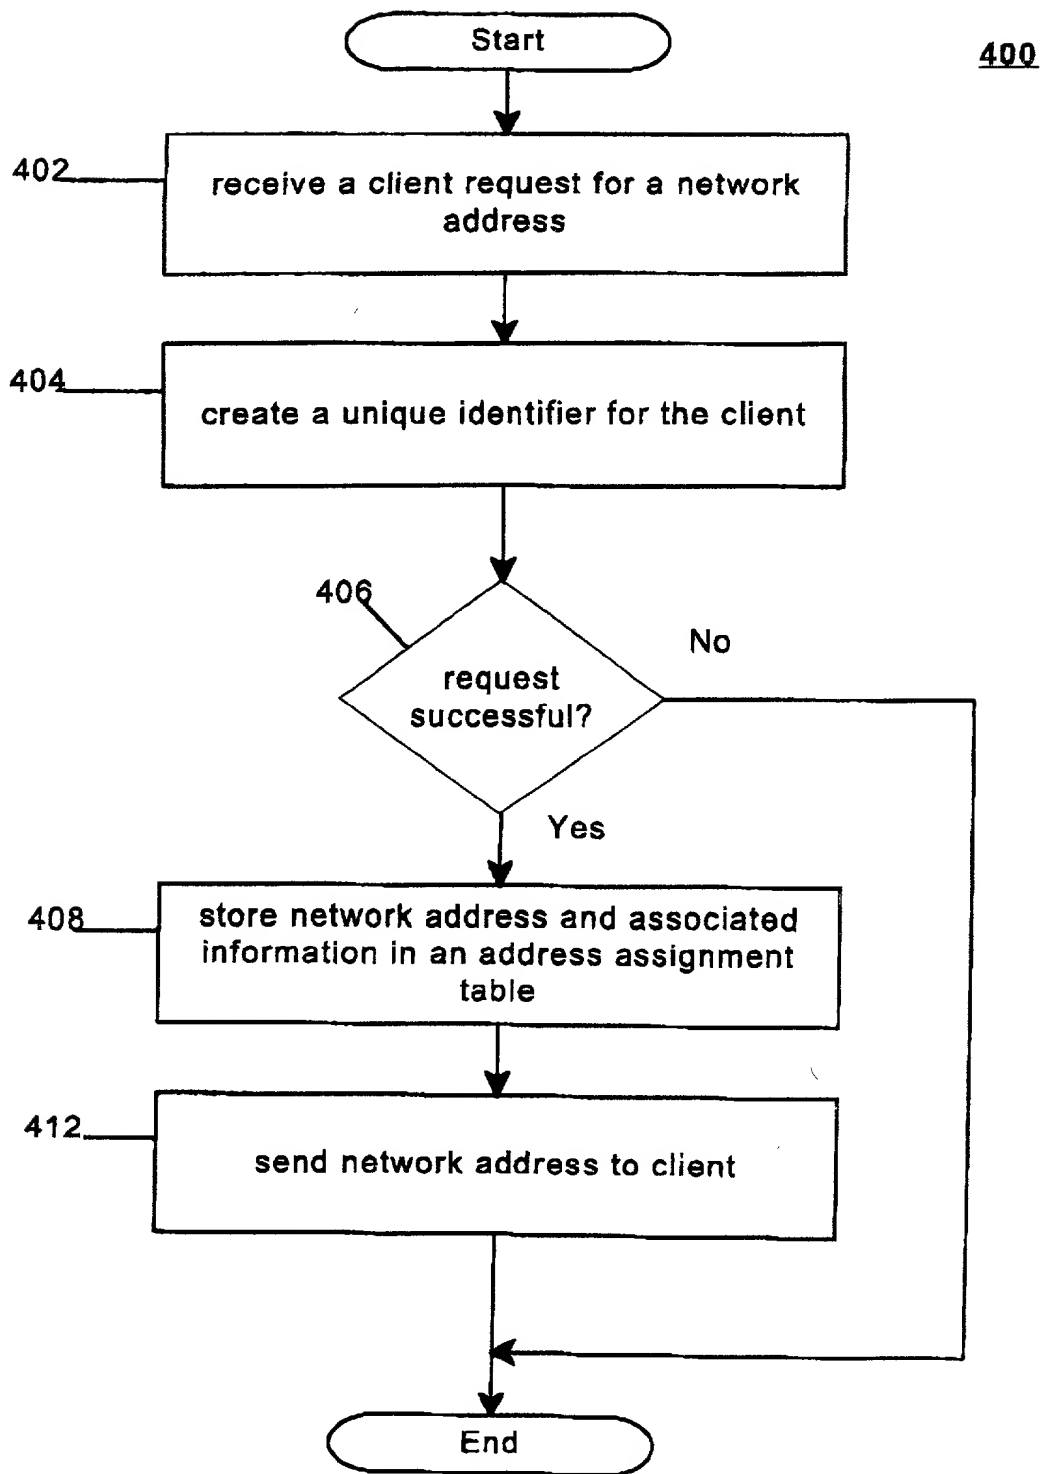 Start
400
402
receive a client request for a network
address
404
create a unique identifier for the client
406
No
request
successful?
Yes
408
store network address and associated
information in an address assignment
table
412
send network address to client
End